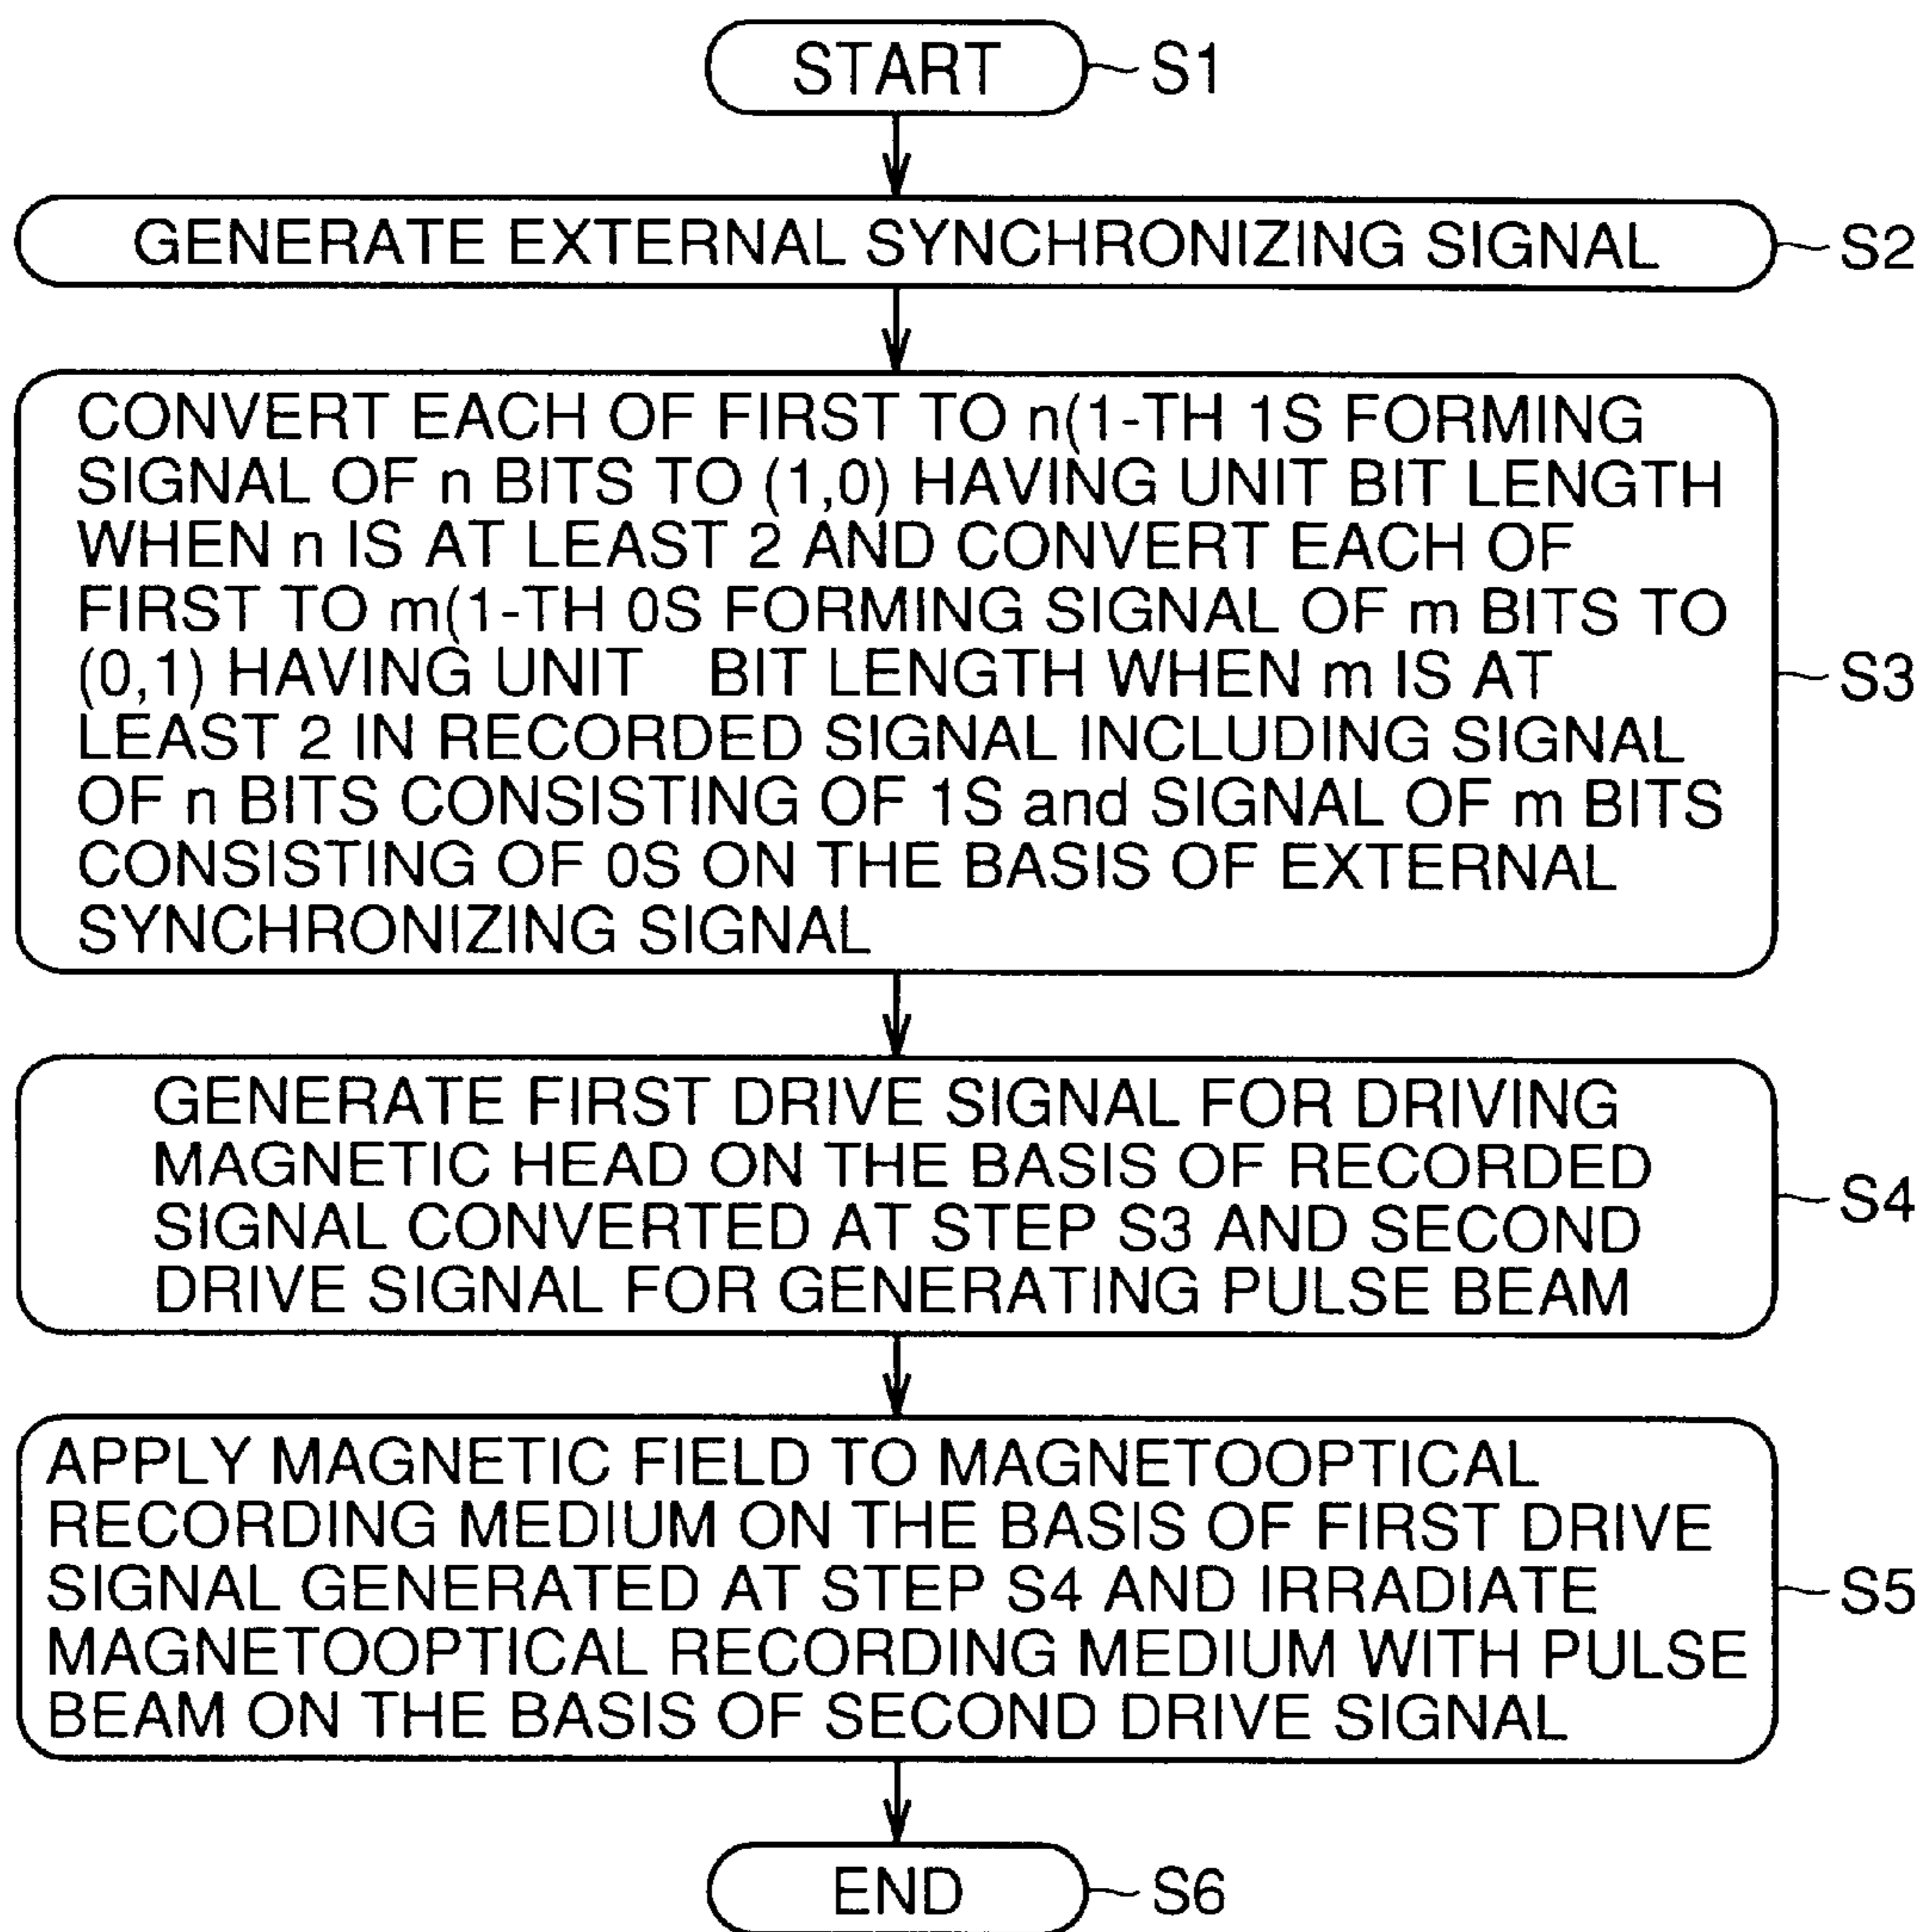 START S1
GENERATE EXTERNAL SYNCHRONIZING SIGNAL S2
CONVERT EACH OF FIRST TO n(1-TH 1S FORMING
SIGNAL OF n BITS TO (1,0) HAVING UNIT BIT LENGTH
WHEN n IS AT LEAST 2 AND CONVERT EACH OF
FIRST TO m(1-TH 0S FORMING SIGNAL OF m BITS TO
(0,1) HAVING UNIT BIT LENGTH WHEN m IS AT
LEAST 2 IN RECORDED SIGNAL INCLUDING SIGNAL
OF n BITS CONSISTING OF 1S and SIGNAL OF m BITS
CONSISTING OF 0S ON THE BASIS OF EXTERNAL
SYNCHRONIZING SIGNAL
S3
GENERATE FIRST DRIVE SIGNAL FOR DRIVING
MAGNETIC HEAD ON THE BASIS OF RECORDED
SIGNAL CONVERTED AT STEP S3 AND SECOND
DRIVE SIGNAL FOR GENERATING PULSE BEAM
S4
APPLY MAGNETIC FIELD TO MAGNETOOPTICAL
RECORDING MEDIUM ON THE BASIS OF FIRST DRIVE
SIGNAL GENERATED AT STEP S4 AND IRRADIATE
MAGNETOOPTICAL RECORDING MEDIUM WITH PULSE
BEAM ON THE BASIS OF SECOND DRIVE SIGNAL
S5
END S6